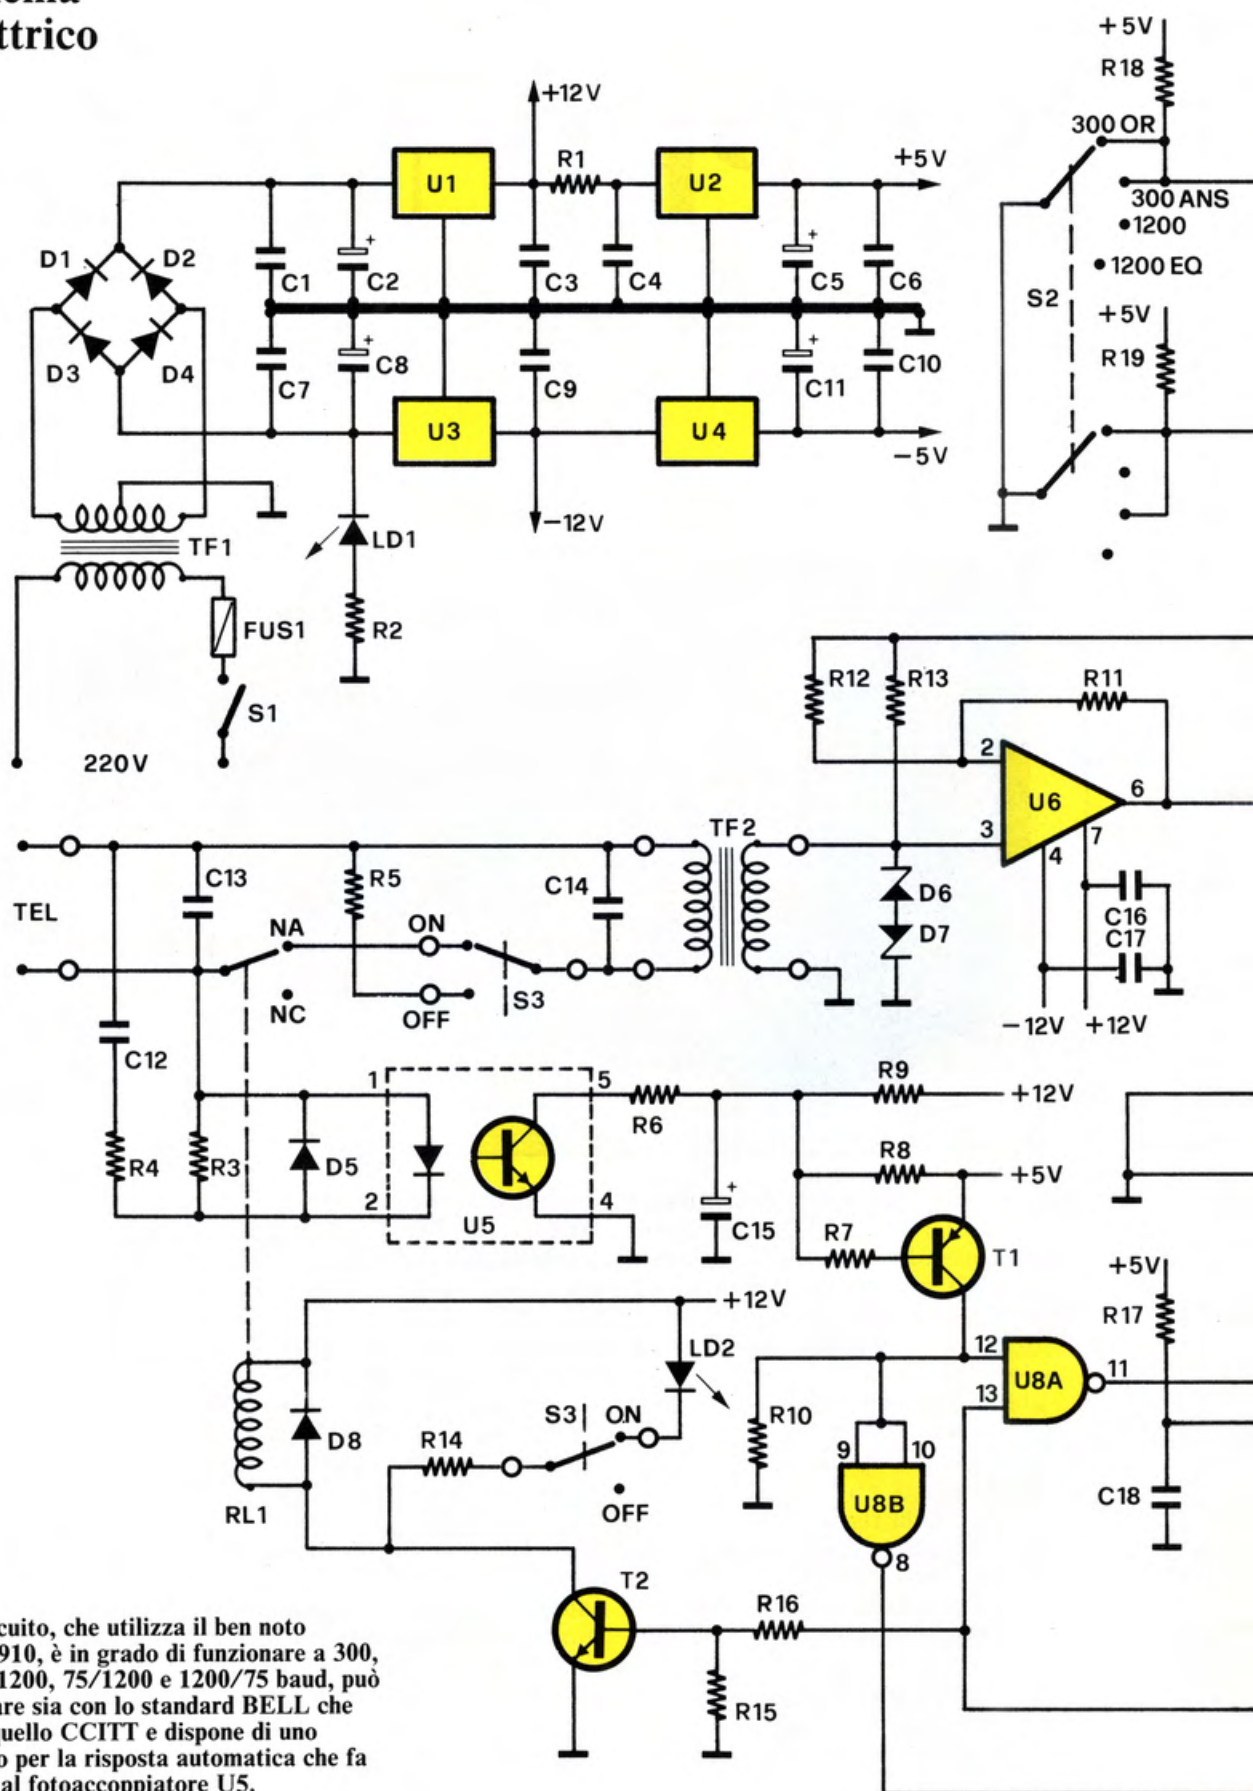 ttrico
+5V
R18
+12V
300 OR
R1
U1
U2
+5V
300 ANS
1200
D1
D2
1200 EQ
+
+
C1
C2
C3
C4
C5
C6
S2
+5V
+
+
R19
D3
D4
C7
C8
C9
C11
C10
U3
U4
−5V
−12V
LD1
TF1
FUS1
R2
R12
R13
R11
S1
2
220V
U6
6
TF2
3
7
4
C13
R5
C14
D6
TEL
NA
ON
C16
D7
C17
S3
NC
OFF
−12V
+12V
C12
R9
1
5
+12V
R6
R8
R4
R3
D5
+5V
+
2
4
U5
C15
R7
T1
+5V
+12V
R17
LD2
12
U8A
11
13
S3
ON
R10
D8
R14
9
10
C18
U8B
RL1
OFF
8
T2
R16
cuito, che utilizza il ben noto
910, è in grado di funzionare a 300,
1200, 75/1200 e 1200/75 baud, può
are sia con lo standard BELL che
uello CCITT e dispone di uno
R15
o per la risposta automatica che fa
al fotoaccoppiatore U5.